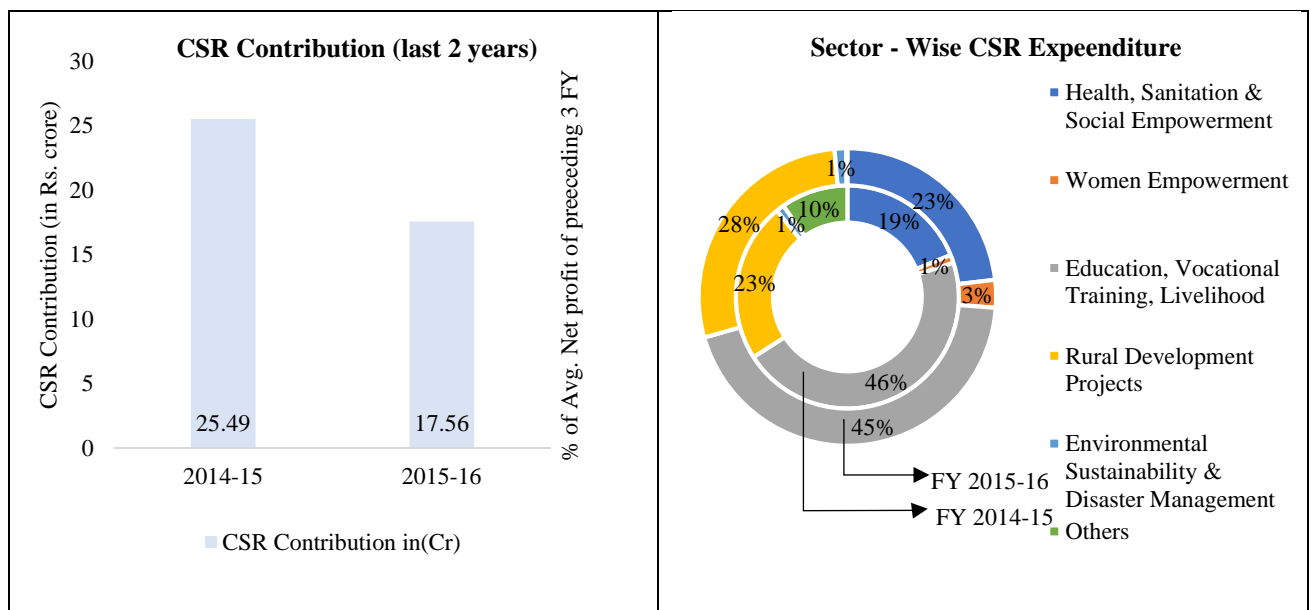 CSR Contribution (last 2 years)
CSR Contribution (in Rs. crore)
30
25
20
15
10
5
0
25.49
17.56
2014-15
2015-16
% of Avg. Net profit of preeceding 3 FY
CSR Contribution in(Cr)
Sector - Wise CSR Expeenditure
1%
23%
10%
19%
28%
1%
1%
23%
3%
46%
45%
FY 2015-16
FY 2014-15
Health, Sanitation &
Social Empowerment
Women Empowerment
Education, Vocational
Training, Livelihood
Rural Development
Projects
Environmental
Sustainability &
Disaster Management
Others